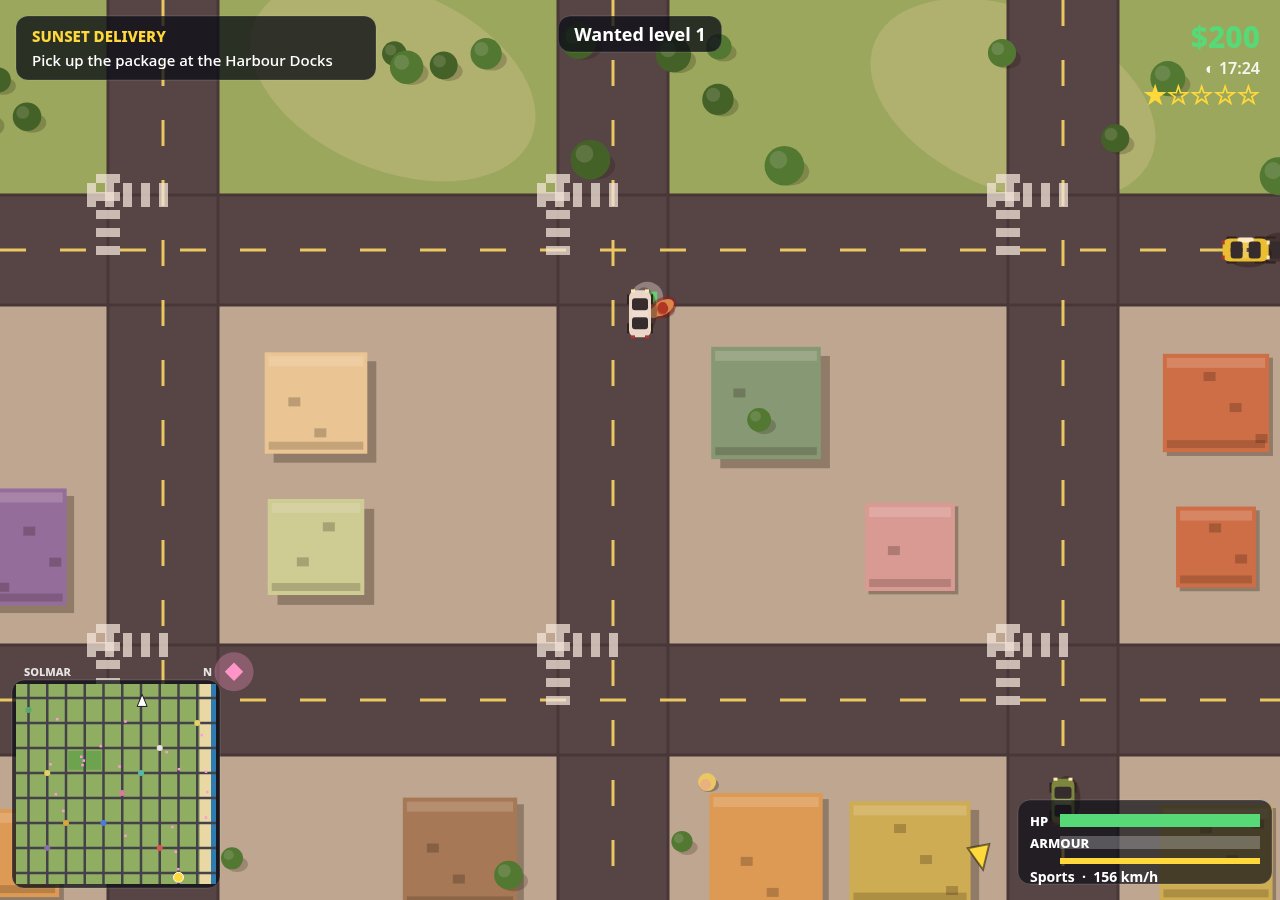 SUNSET DELIVERY
Pick up the package at the Harbour Docks
Wanted level 1
$200
17:24
SOLMAR
N
HP
ARMOUR
Sports · 156 km/h